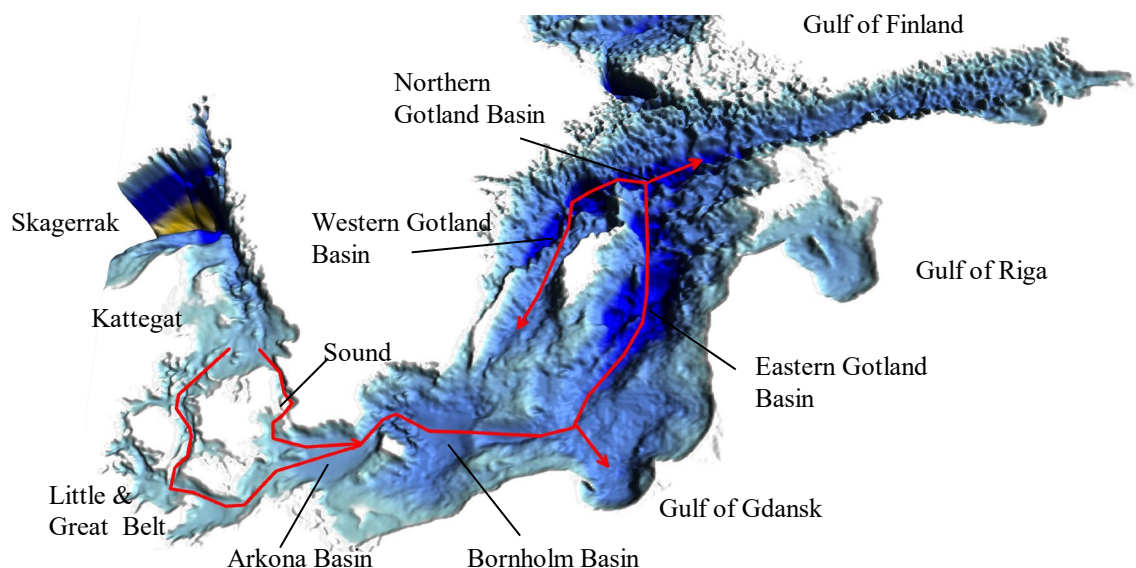 Gulf of Finland
Northern
Gotland Basin
Skagerrak
Western Gotland
Basin
Gulf of Riga
Kattegat
Sound
Eastern Gotland
Basin
Little &
Great Belt
Gulf of Gdansk
Arkona Basin
Bornholm Basin